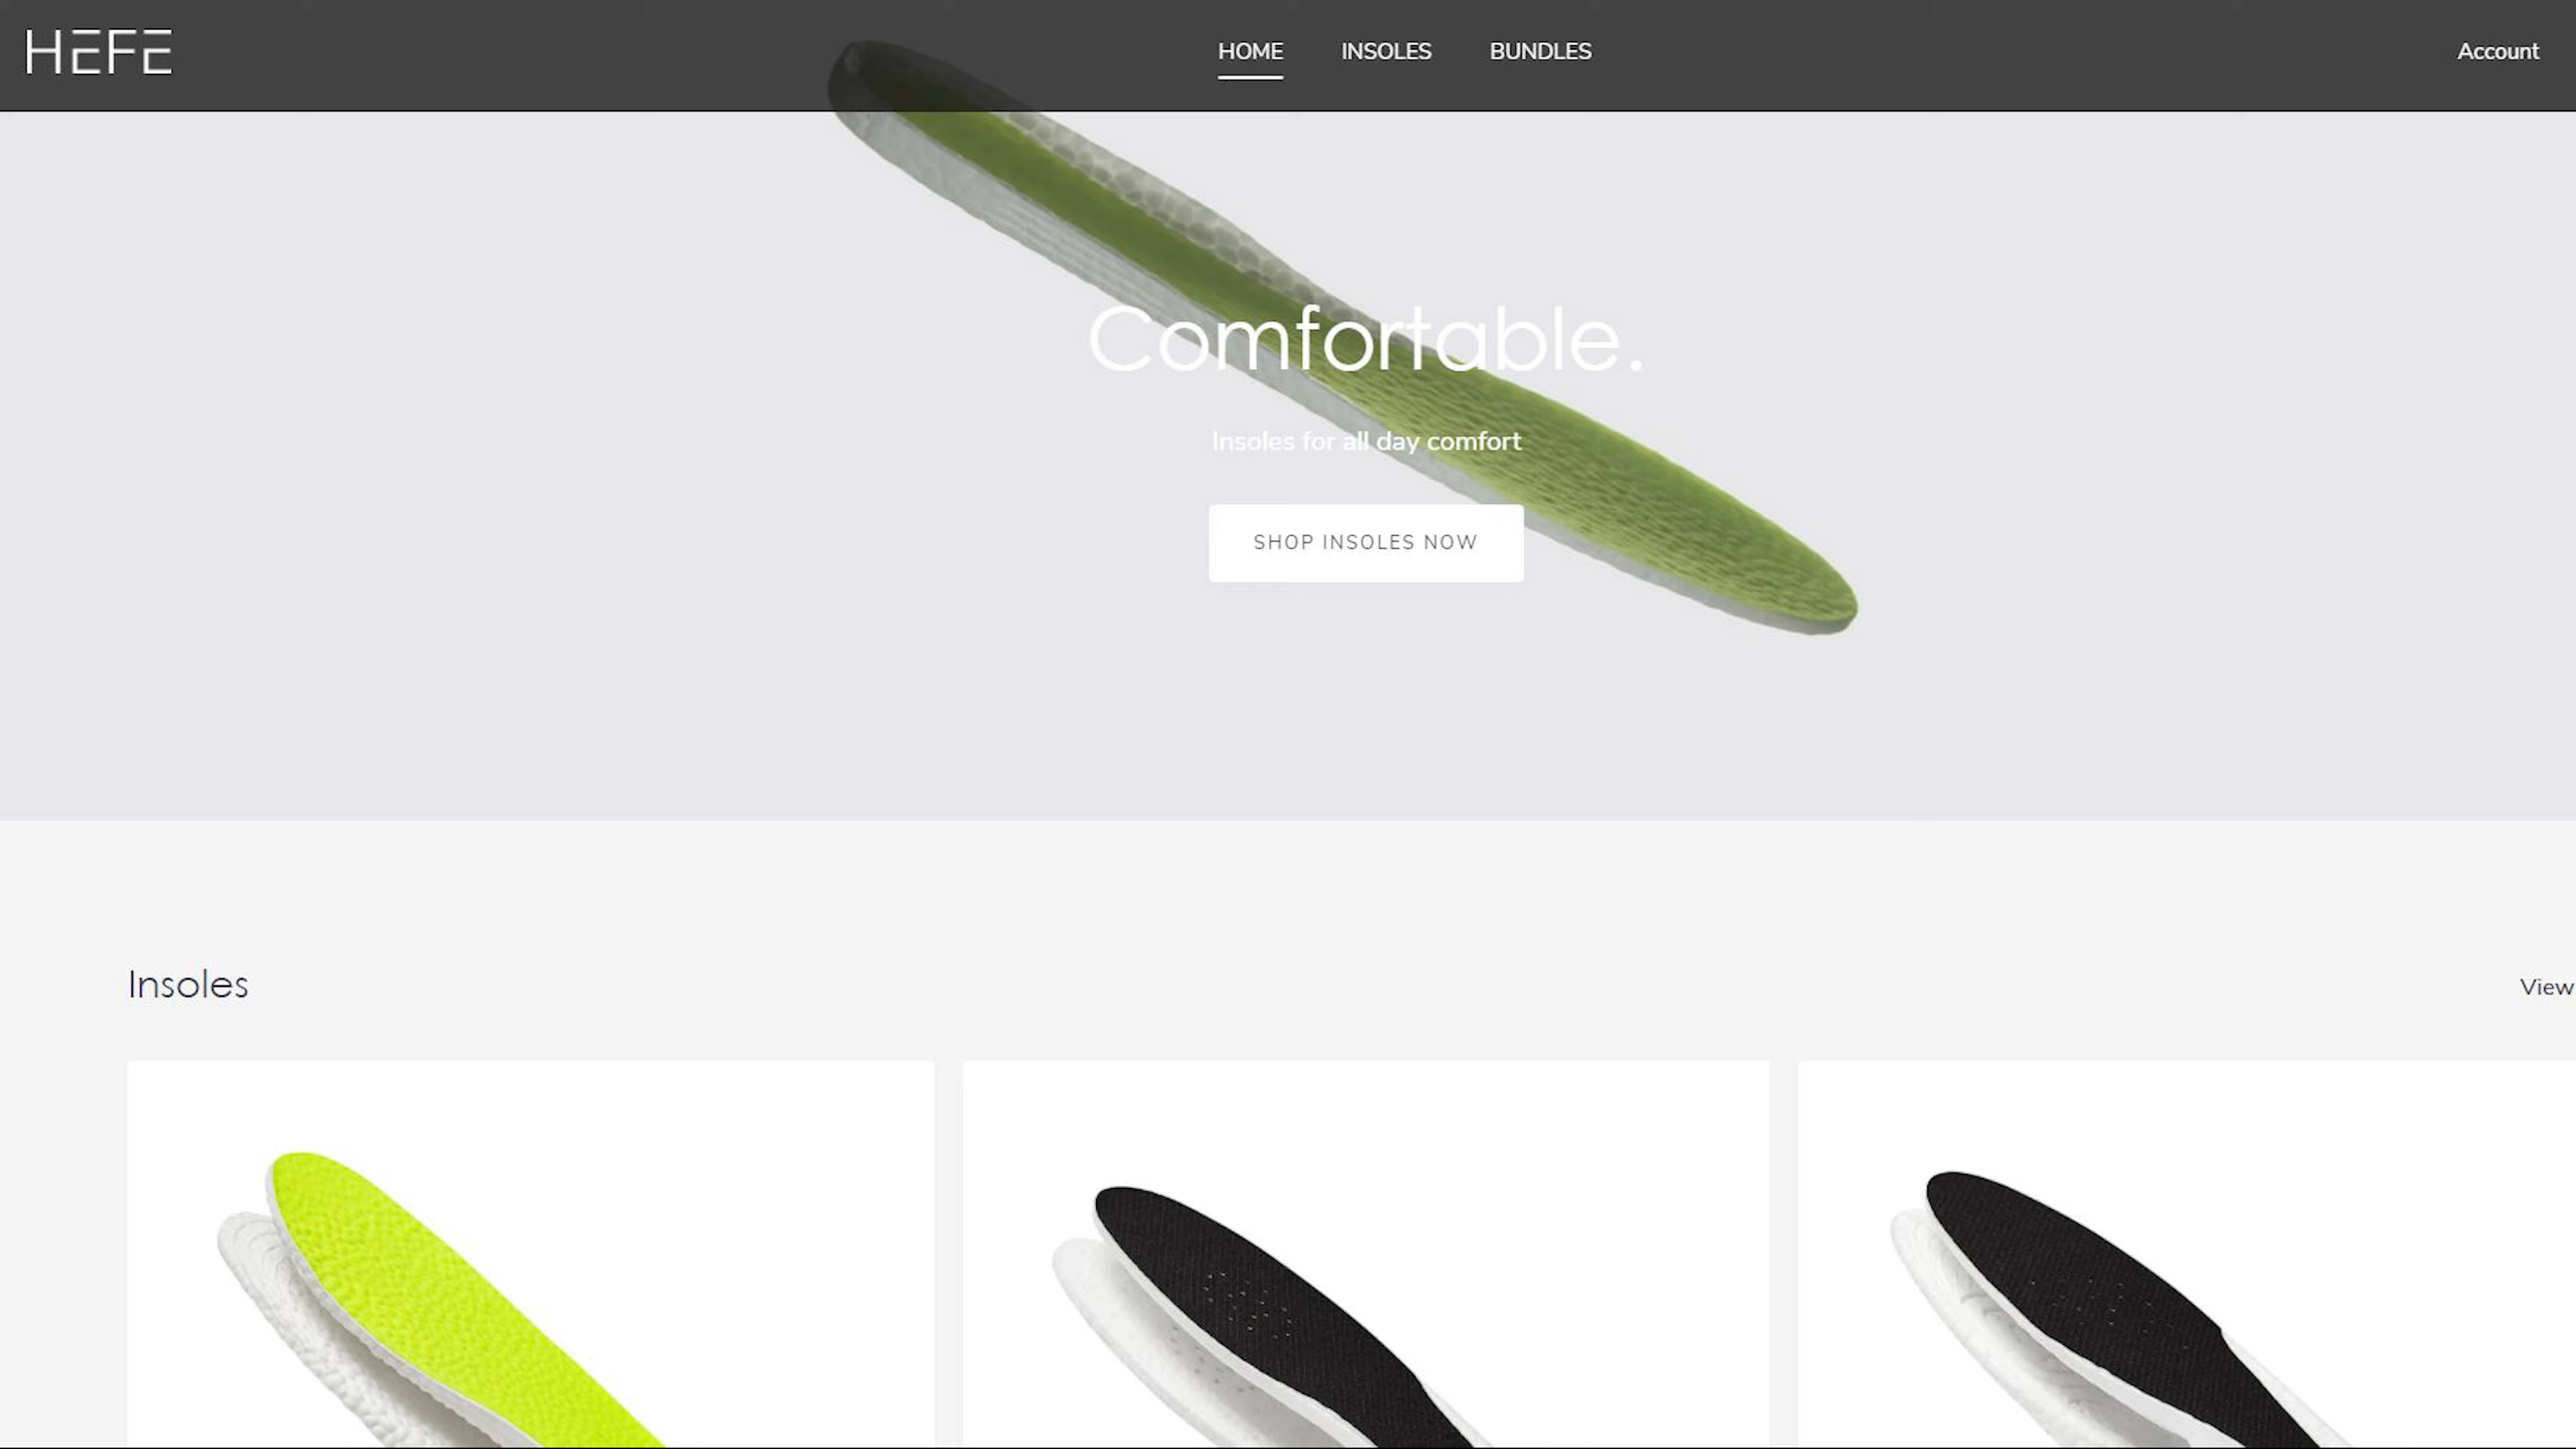 HEFE
HOME INSOLES BUNDLES
Account
Comfortable.
Insoles for all day comfort
SHOP INSOLES NOW
Insoles
View